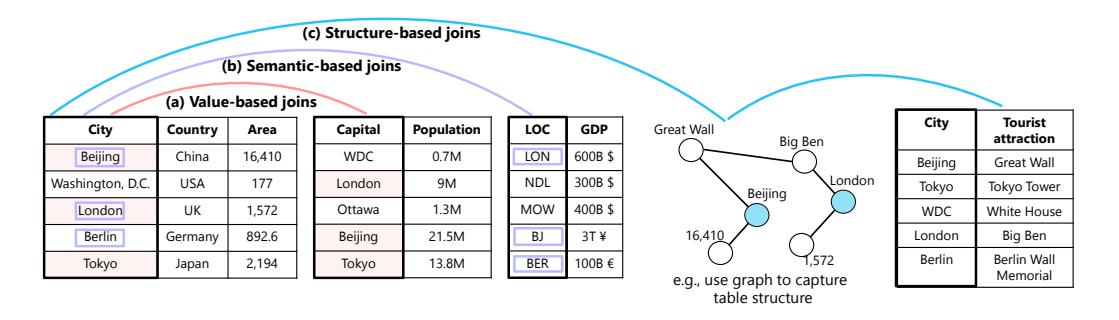 (c) Structure-based joins
(b) Semantic-based joins
(a) Value-based joins
City Country Area
Beijing China 16,410
Washington, D.C. USA 177
London UK 1,572
Berlin Germany 892.6
Tokyo Japan 2,194
Capital Population
WDC 0.7M
London 9M
Ottawa 1.3M
Beijing 21.5M
Tokyo 13.8M
LOC GDP
LON 600B $
NDL 300B $
MOW 400B $
BJ 3T ¥
BER 100B €
Great Wall
Big Ben
Beijing
London
16,410
1,572
e.g., use graph to capture
table structure
City Tourist
attraction
Beijing Great Wall
Tokyo Tokyo Tower
WDC White House
London Big Ben
Berlin Berlin Wall
Memorial